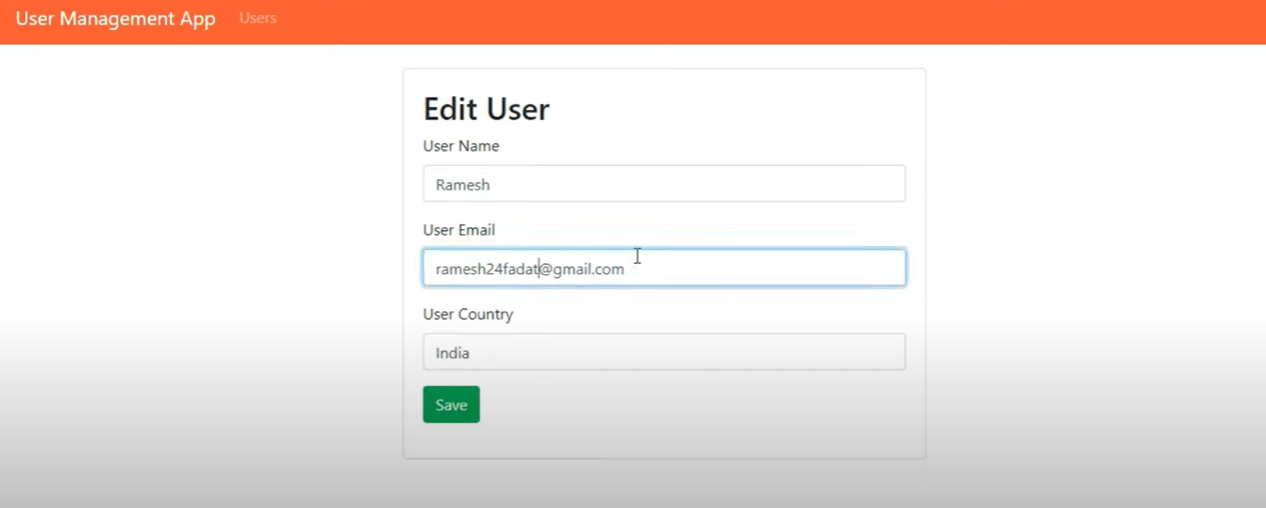 User Management App Users
Edit User
User Name
Ramesh
User Email
ramesh24fadat@gmail.com
User Country
India
Save